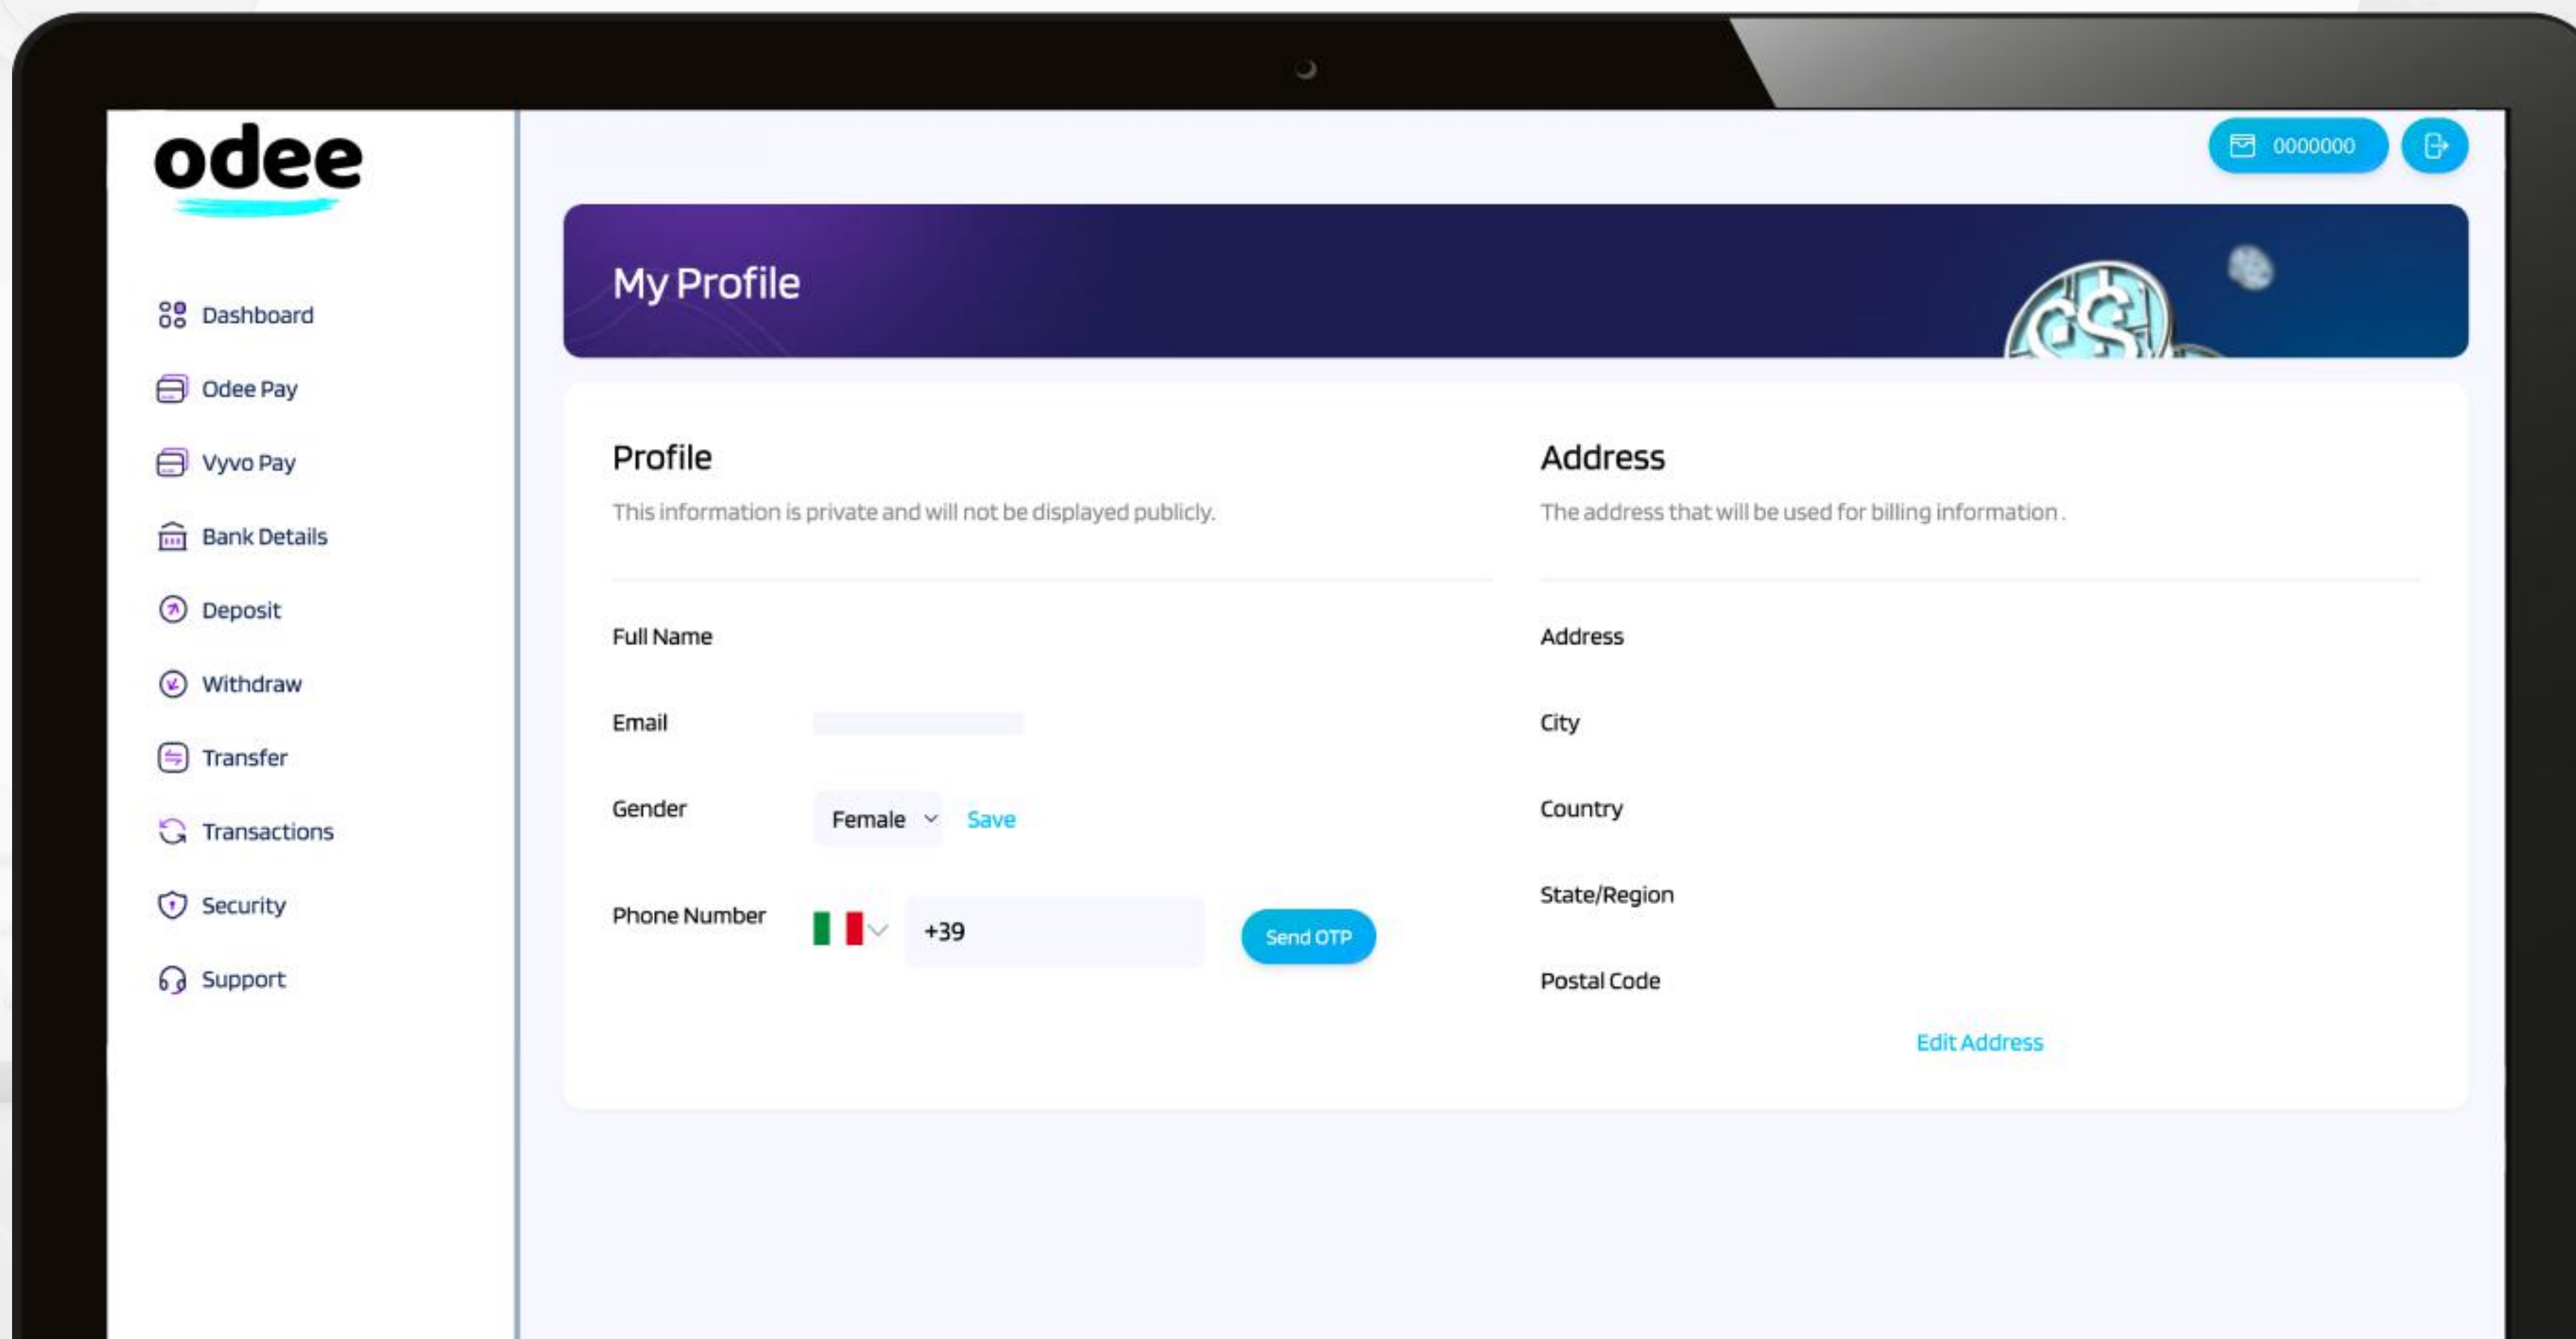 odee
0000000
Dashboard
Odee Pay
Vyvo Pay
Bank Details
Deposit
Withdraw
Transfer
Transactions
Security
Support
My Profile
Profile
This information is private and will not be displayed publicly.
Full Name
Email
Gender
Female
Save
Phone Number
+39
Send OTP
Address
The address that will be used for billing information.
Address
City
Country
State/Region
Postal Code
Edit Address